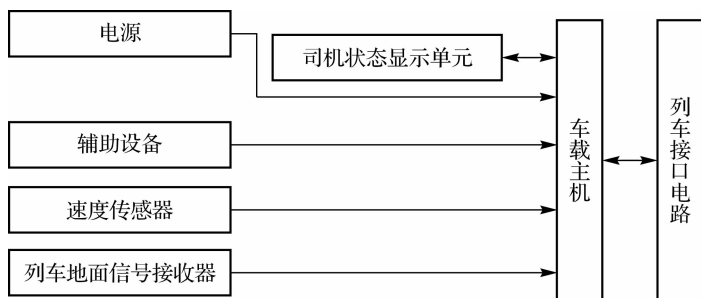 电源
司机状态显示单元
辅助设备
速度传感器
列车地面信号接收器
车载主机
列车接口电路